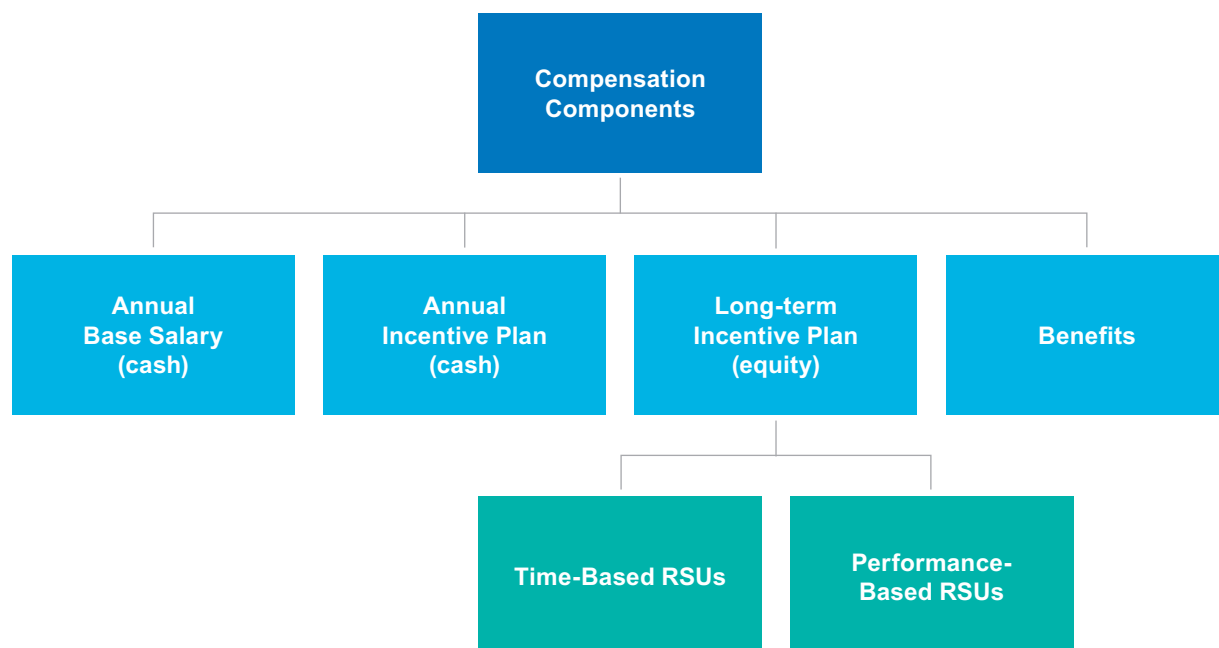 Compensation
Components
Annual
Base Salary
(cash)
Annual
Incentive Plan
(cash)
Long-term
Incentive Plan
(equity)
Benefits
Time-Based RSUs
Performance-
Based RSUs